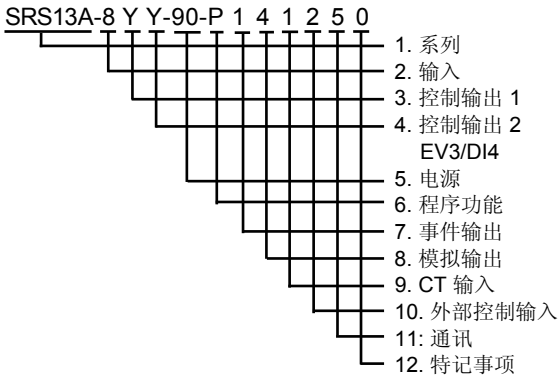 SRS13A-8 Y Y-90-P 1 4 1 2 5 0
1. 系列
2. 输入
3. 控制输出 1
4. 控制输出 2
EV3/DI4
5. 电源
6. 程序功能
7. 事件输出
8. 模拟输出
9. CT 输入
10. 外部控制输入
11: 通讯
12. 特记事项